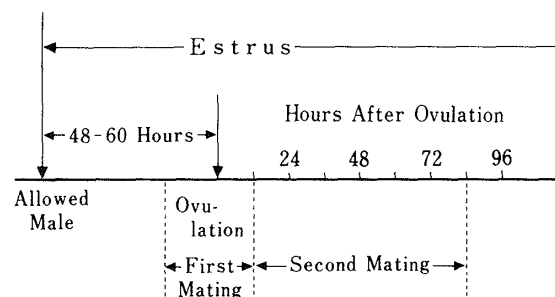 Estrus
48-60 Hours
Hours After Ovulation
24 48 72 96
Allowed
Male
Ovu-
lation
First
Mating
Second Mating